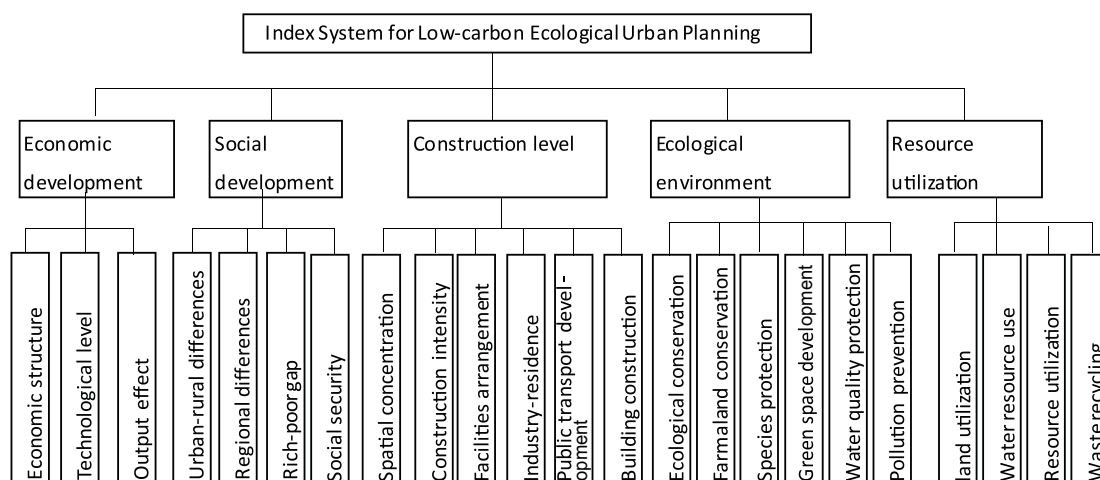 Index System for Low-carbon Ecological Urban Planning
Economic
development
Social
development
Construction level
Ecological
environment
Resource
utilization
Economic structure
Technological level
Output effect
Urban-rural differences
Regional differences
Rich-poor gap
Social security
Spatial concentration
Construction intensity
Facilities arrangement
Industry-residence
Public transport devel-
opment
Building construction
Ecological conservation
Farmaland conservation
Species protection
Green space development
Water quality protection
Pollution prevention
land utilization
Water resource use
Resource utilization
Waste recycling